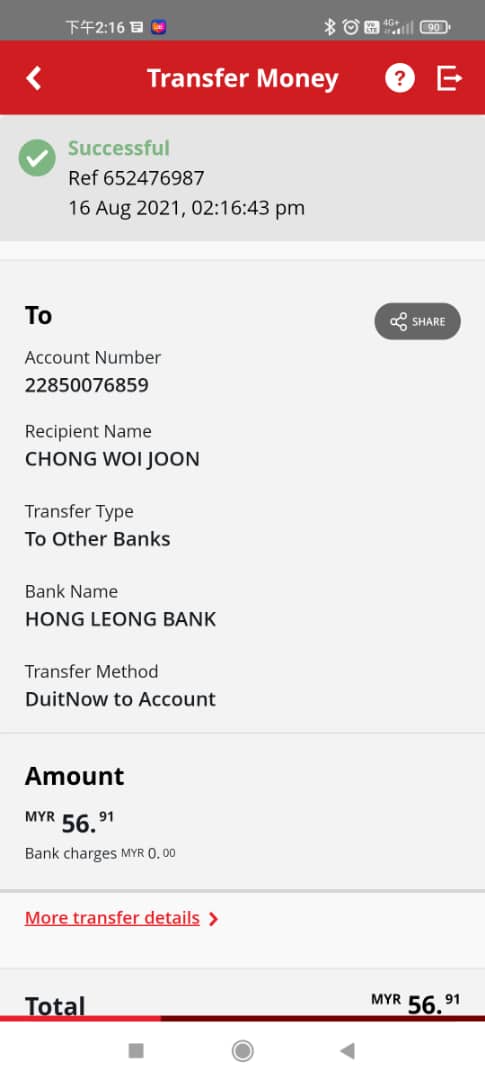 下午2:16
4G+
90
Transfer Money
?
Successful
Ref 652476987
16 Aug 2021, 02:16:43 pm
To
SHARE
Account Number
22850076859
Recipient Name
CHONG WOI JOON
Transfer Type
To Other Banks
Bank Name
HONG LEONG BANK
Transfer Method
DuitNow to Account
Amount
MYR 56.91
Bank charges MYR 0.00
More transfer details
Total MYR 56.91